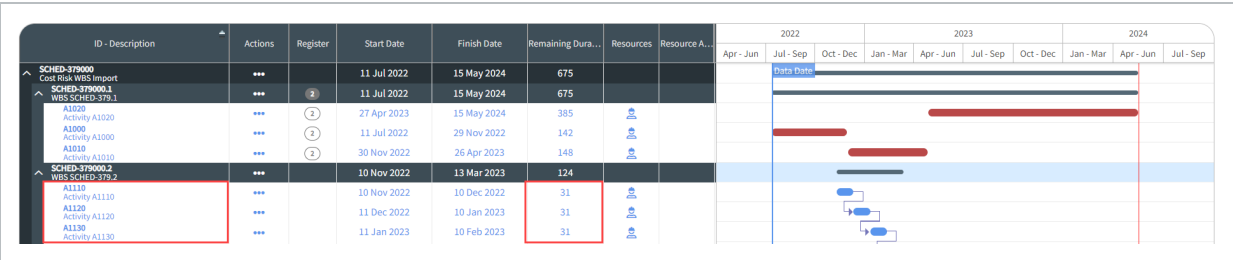 2022 2023 2024
ID - Description Actions Register Start Date Finish Date Remaining Dura... Resources Resource A...
Apr - Jun Jul - Sep Oct - Dec Jan - Mar Apr - Jun Jul - Sep Oct - Dec Jan - Mar Apr - Jun Jul - Sep
SCHED-379000
Cost Risk WBS Import
••• 11 Jul 2022 15 May 2024 675
Data Date
SCHED-379000.1
WBS SCHED-379.1
••• 2 11 Jul 2022 15 May 2024 675
A1020
Activity A1020
••• 2 27 Apr 2023 15 May 2024 385
A1000
Activity A1000
••• 2 11 Jul 2022 29 Nov 2022 142
A1010
Activity A1010
••• 2 30 Nov 2022 26 Apr 2023 148
SCHED-379000.2
WBS SCHED-379.2
••• 10 Nov 2022 13 Mar 2023 124
A1110
Activity A1110
••• 10 Nov 2022 10 Dec 2022 31
A1120
Activity A1120
••• 11 Dec 2022 10 Jan 2023 31
A1130
Activity A1130
••• 11 Jan 2023 10 Feb 2023 31